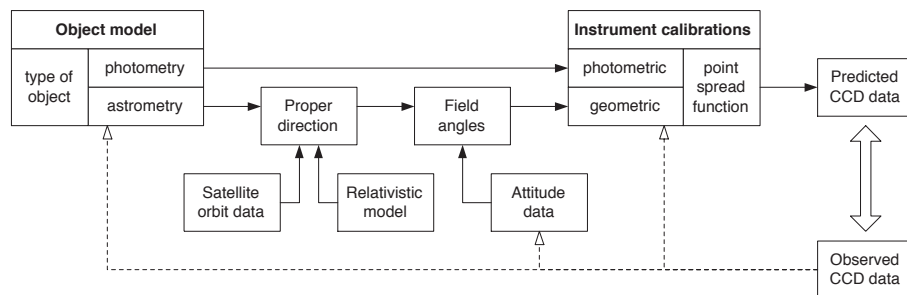 Object model
type of
object
photometry
astrometry
Instrument calibrations
photometric
geometric
point
spread
function
Predicted
CCD data
Proper
direction
Field
angles
Satellite
orbit data
Relativistic
model
Attitude
data
Observed
CCD data